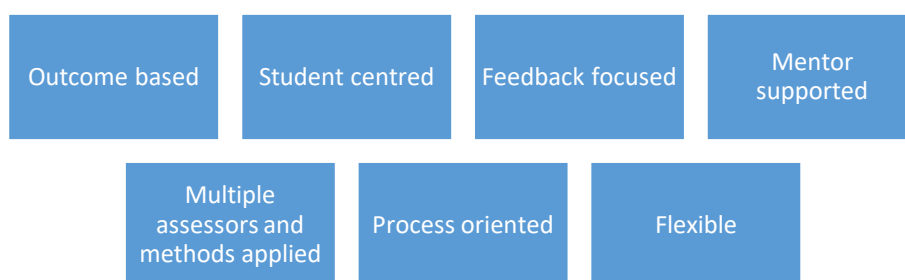 Outcome based
Student centred
Feedback focused
Mentor
supported
Multiple
assessors and
methods applied
Process oriented
Flexible